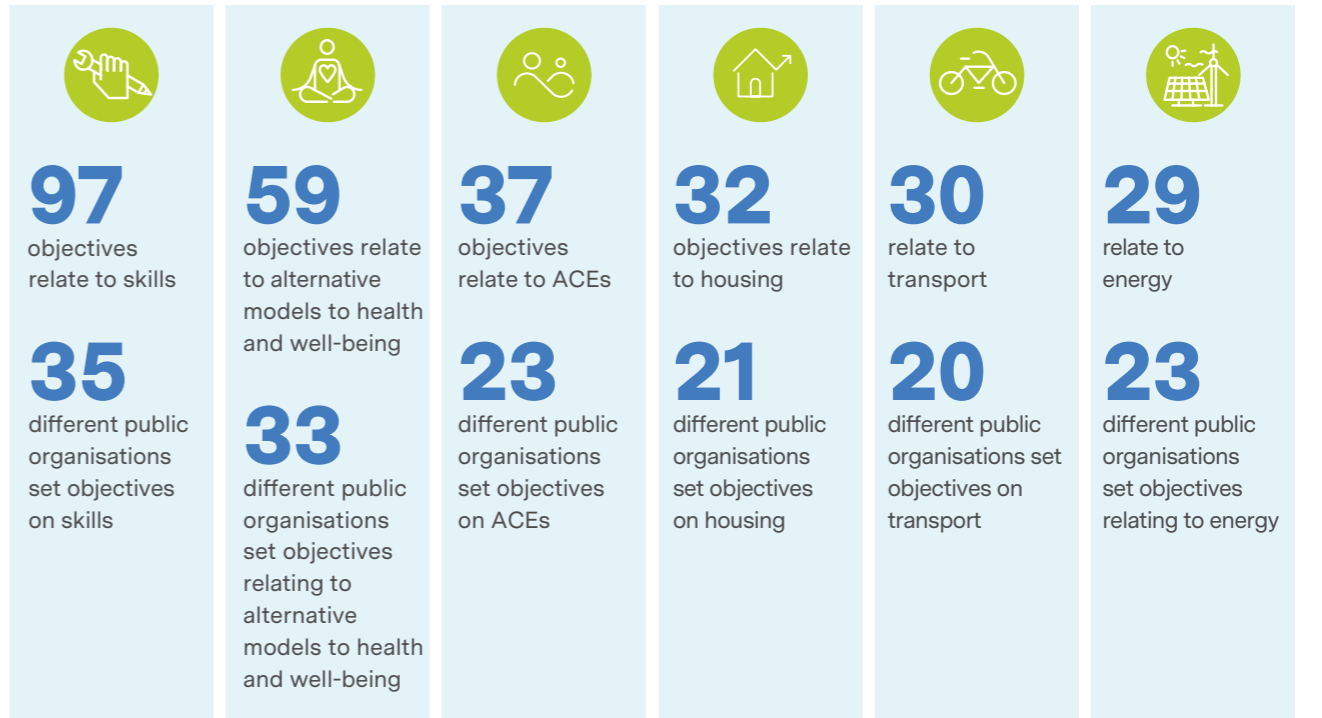 97
objectives
relate to skills
35
different public
organisations
set objectives
on skills
59
objectives relate
to alternative
models to health
and well-being
33
different public
organisations
set objectives
relating to
alternative
models to health
and well-being
37
objectives
relate to ACEs
23
different public
organisations
set objectives
on ACEs
32
objectives relate
to housing
21
different public
organisations
set objectives
on housing
30
relate to
transport
20
different public
organisations set
objectives on
transport
29
relate to
energy
23
different public
organisations
set objectives
relating to energy